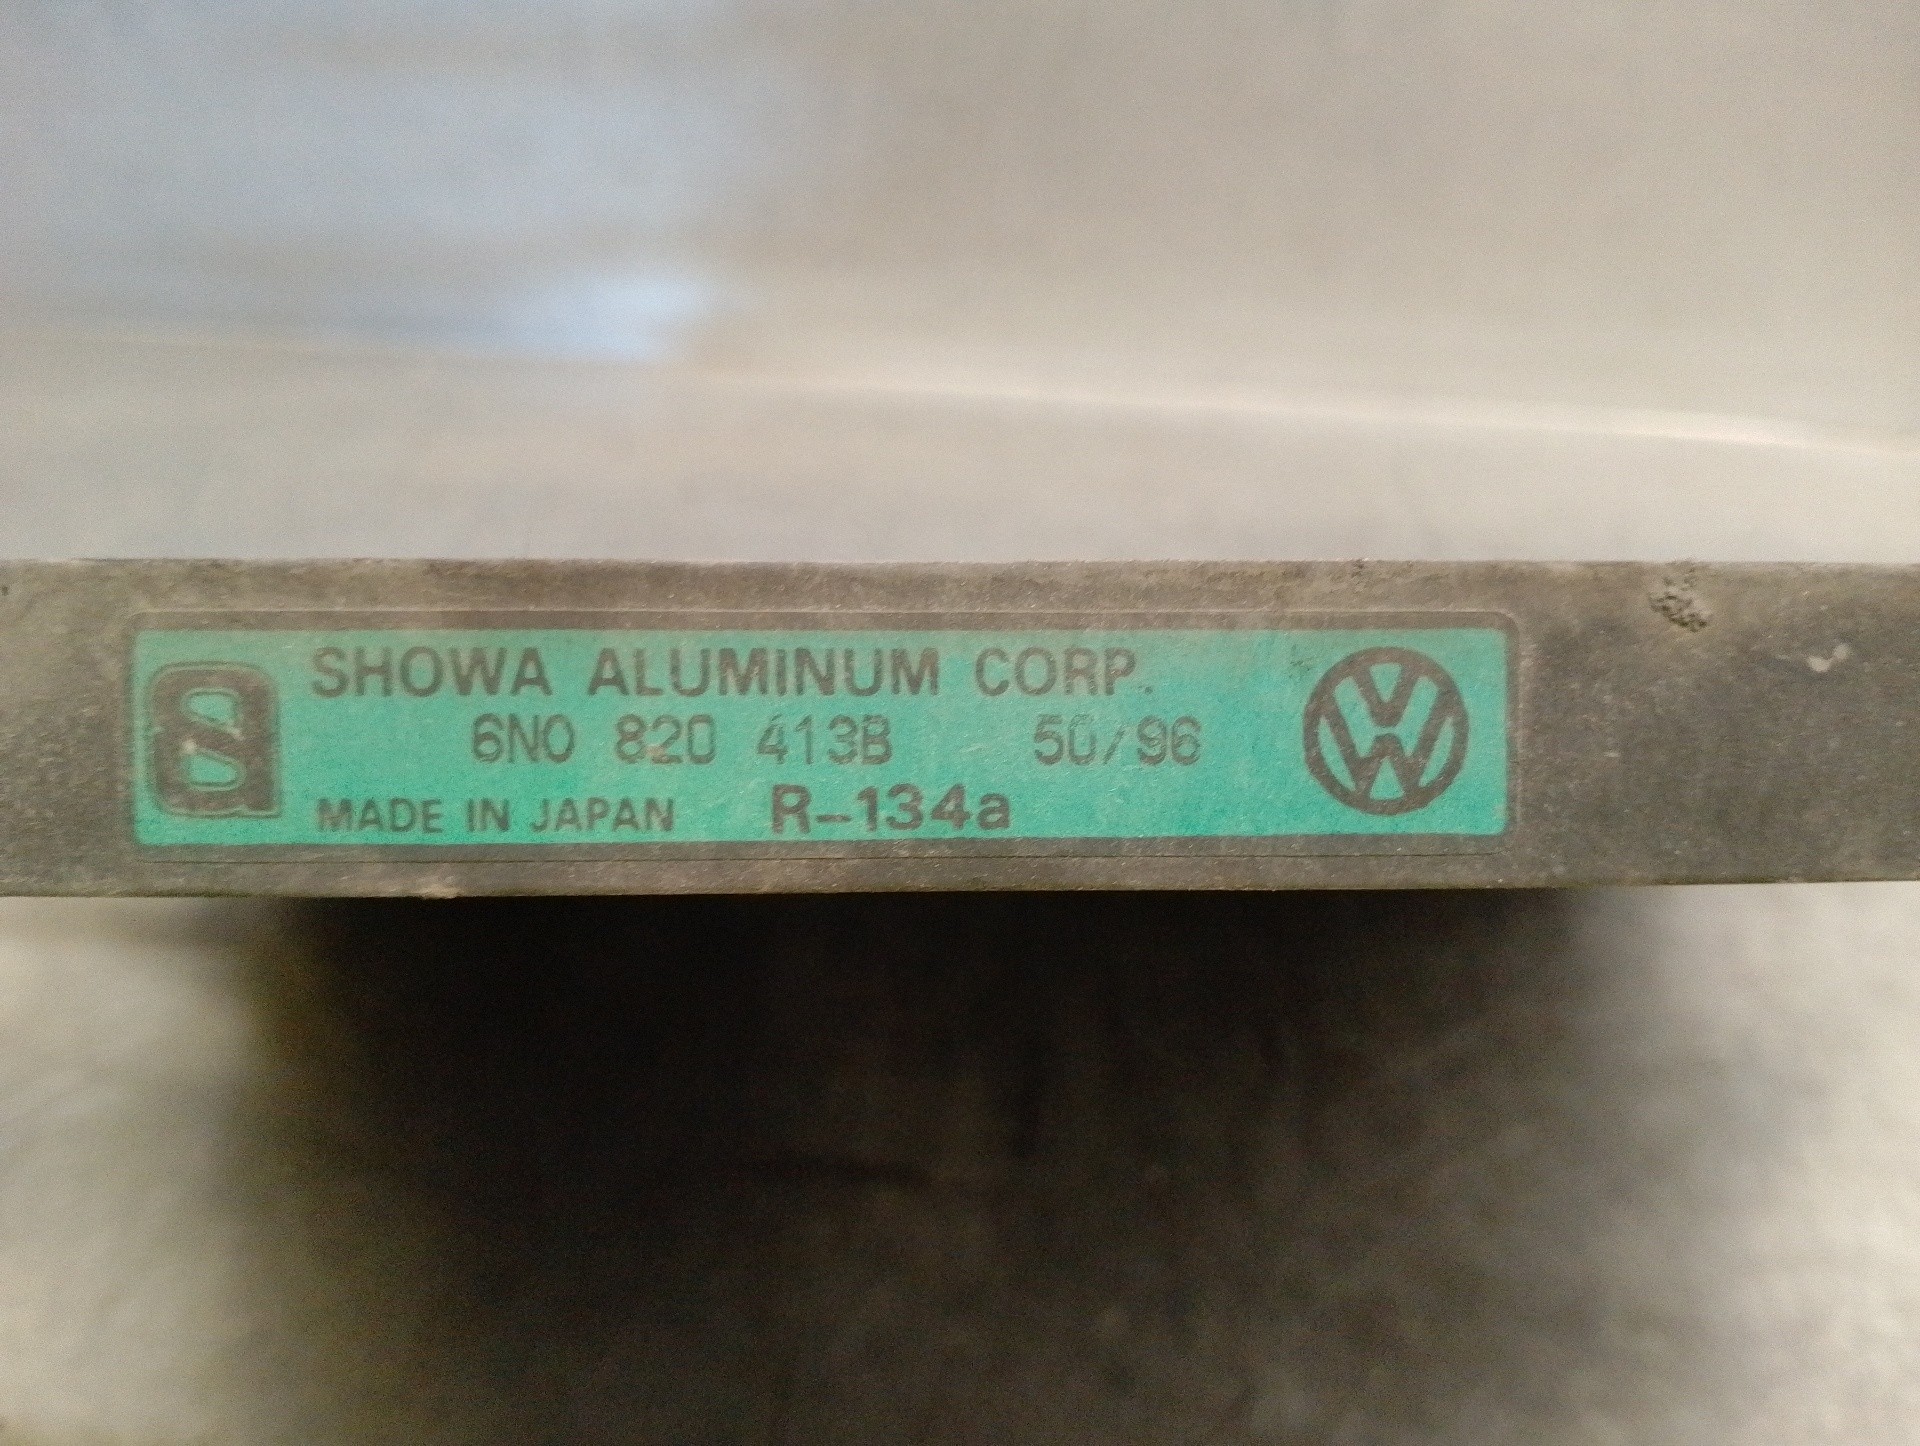 SHOWA ALUMINUM CORP.
6N0 820 413B 50/96
MADE IN JAPAN R-134a